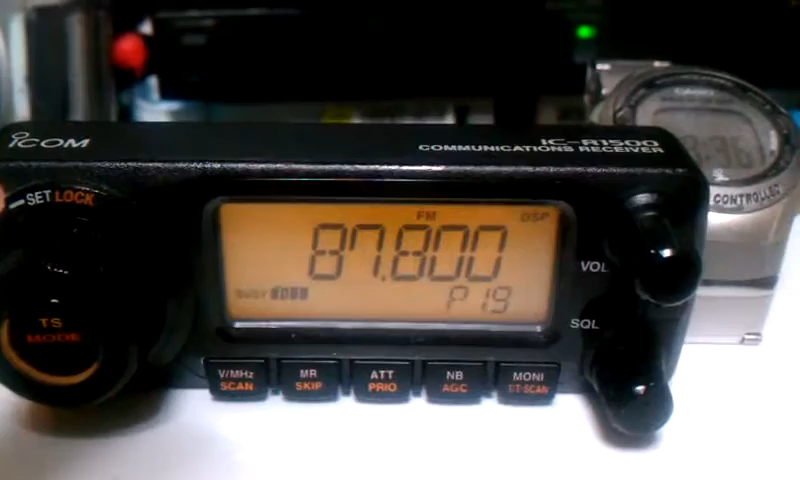 ICOM
IC-R1500
COMMUNICATIONS RECEIVER
CASIO
SET LOCK
CONTROLLED
FM
DSP
87.800
BUSY
P 19
VOL
SQL
TS
MODE
V/MHz
SCAN
MR
SKIP
ATT
PRIO
NB
AGC
MONI
T/T-SCAN